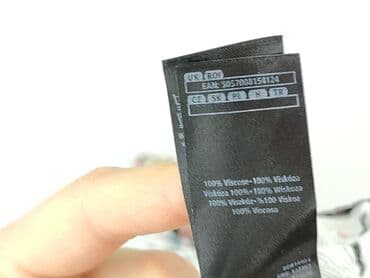 UK ROI
EAN: 5057008154124
CZ SK PL H TR
100% Viscose•100% Viskóza
Viskóza 100%•100% Wiskoza
100% Viszkóz•%100 Viskoz
100% Viscosa